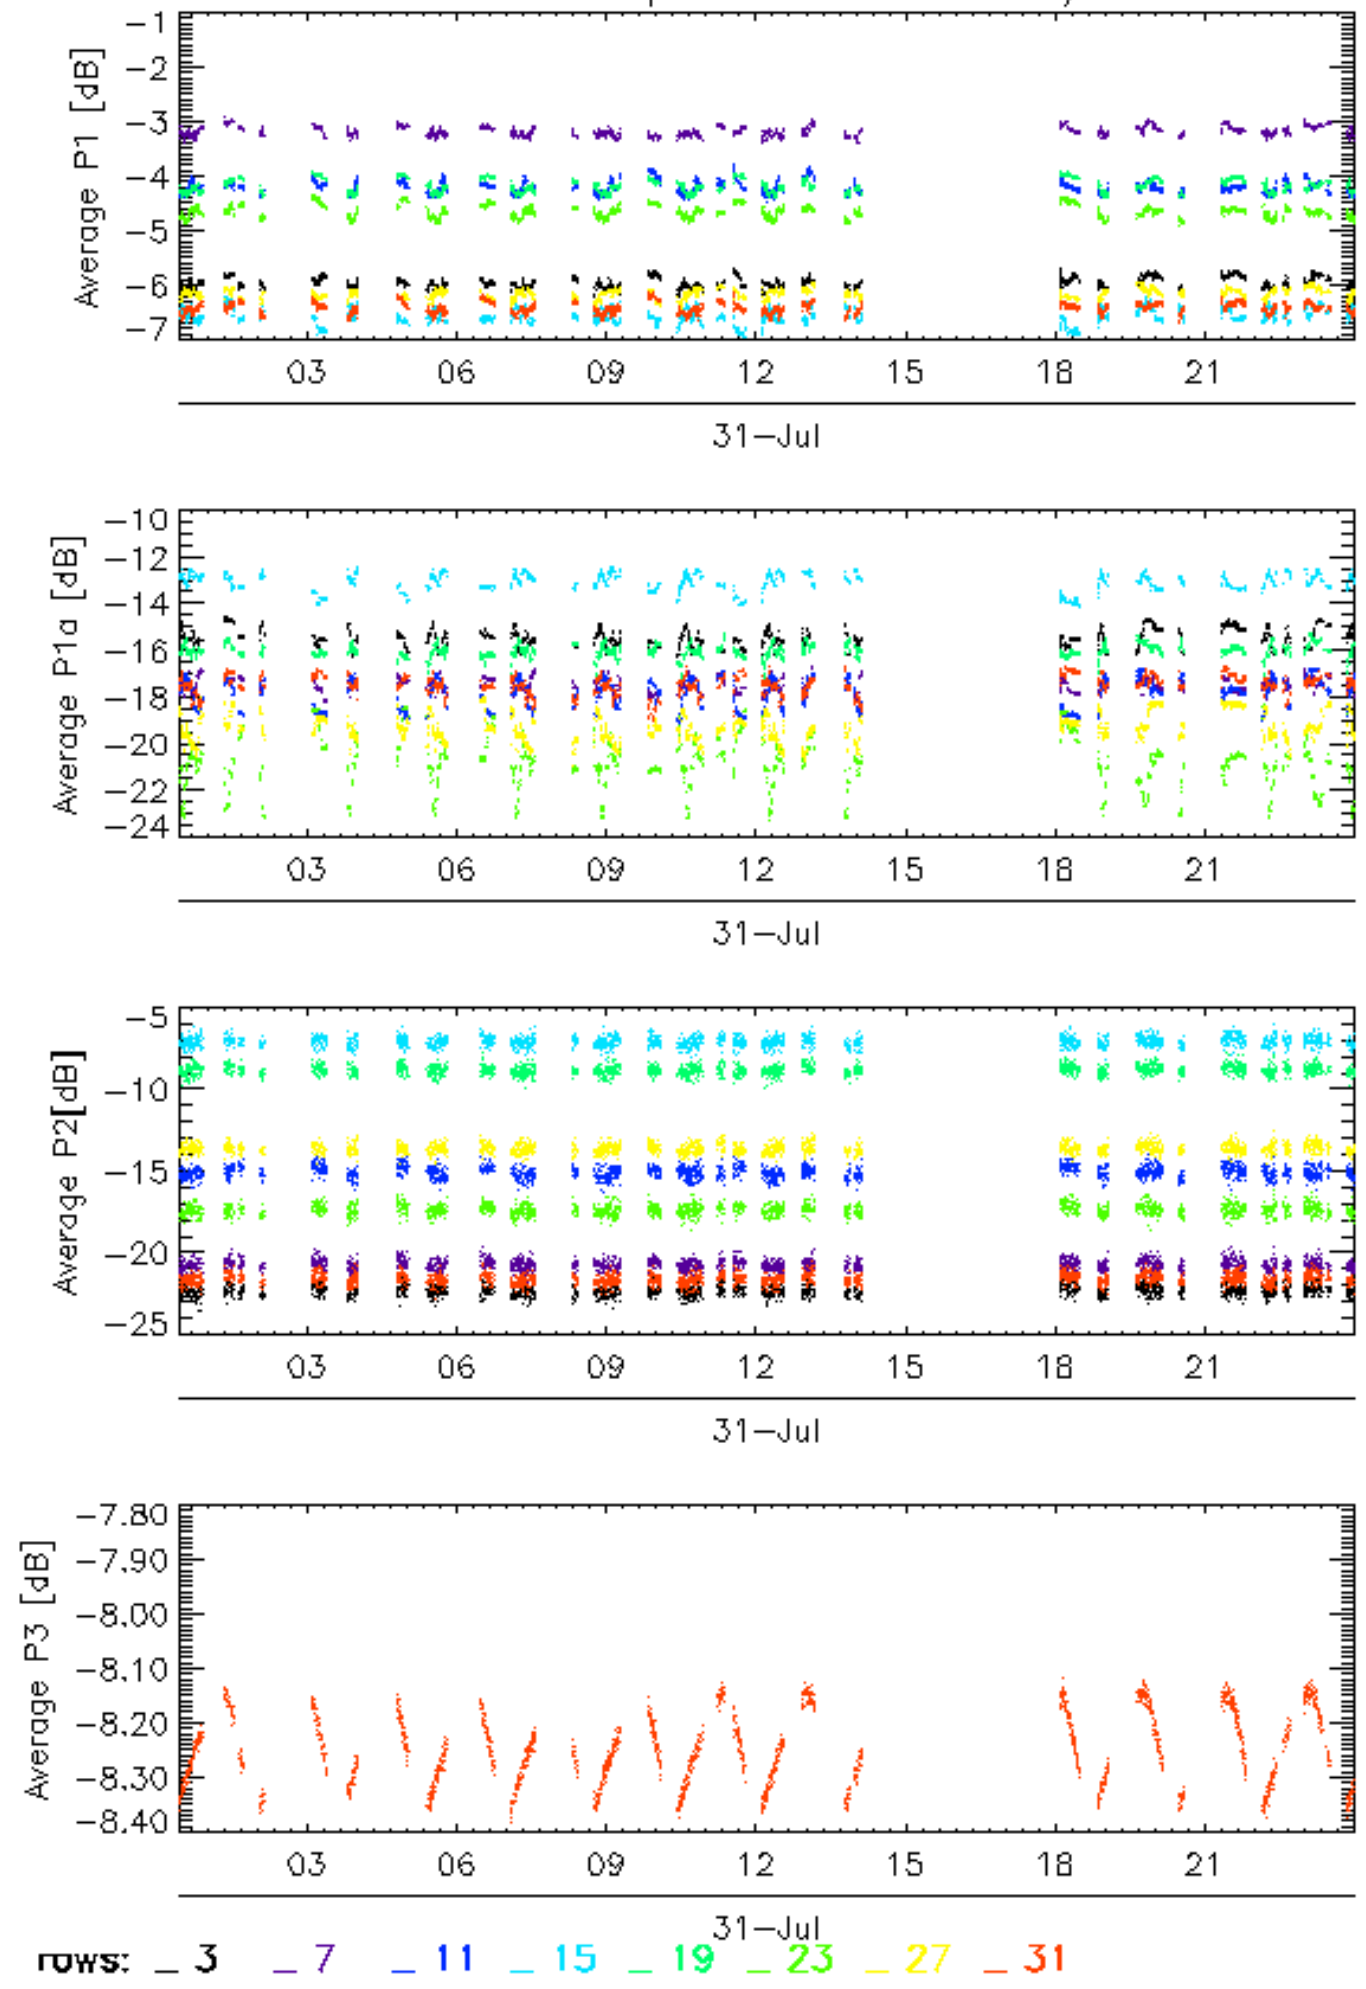 Average P1 [dB]
-1
-2
-3
-4
-5
-6
-7
03 06 09 12 15 18 21
31-Jul
Average P1a [dB]
-10
-12
-14
-16
-18
-20
-22
-24
03 06 09 12 15 18 21
31-Jul
Average P2[dB]
-5
-10
-15
-20
-25
03 06 09 12 15 18 21
31-Jul
Average P3 [dB]
-7.80
-7.90
-8.00
-8.10
-8.20
-8.30
-8.40
03 06 09 12 15 18 21
31-Jul
rows: _ 3 _ 7 _ 11 _ 15 _ 19 _ 23 _ 27 _ 31